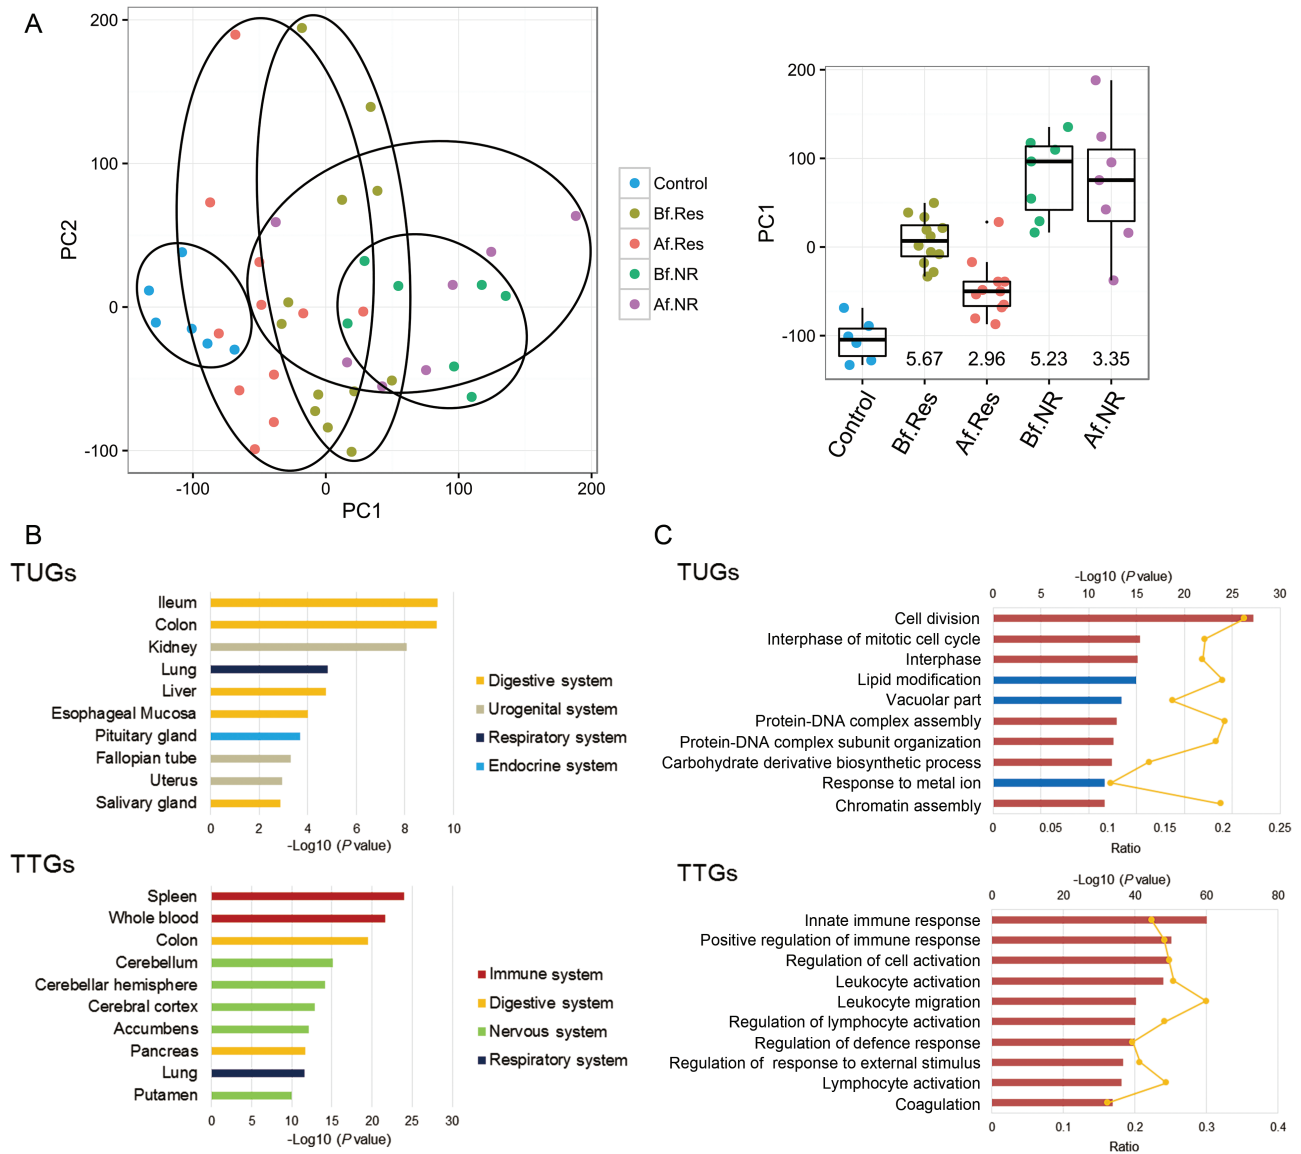 A
200
100
0
-100
PC2
-100
0
100
200
PC1
Control
Bf.Res
Af.Res
Bf.NR
Af.NR
200
100
0
-100
PC1
5.67
2.96
5.23
3.35
Control
Bf.Res
Af.Res
Bf.NR
Af.NR
B
TUGs
Ileum
Colon
Kidney
Lung
Liver
Esophageal Mucosa
Pituitary gland
Fallopian tube
Uterus
Salivary gland
0 2 4 6 8 10
-Log10 (P value)
Digestive system
Urogenital system
Respiratory system
Endocrine system
TTGs
Spleen
Whole blood
Colon
Cerebellum
Cerebellar hemisphere
Cerebral cortex
Accumbens
Pancreas
Lung
Putamen
0 5 10 15 20 25 30
-Log10 (P value)
Immune system
Digestive system
Nervous system
Respiratory system
C
TUGs
-Log10 (P value)
0 5 10 15 20 25 30
Cell division
Interphase of mitotic cell cycle
Interphase
Lipid modification
Vacuolar part
Protein-DNA complex assembly
Protein-DNA complex subunit organization
Carbohydrate derivative biosynthetic process
Response to metal ion
Chromatin assembly
0 0.05 0.1 0.15 0.2 0.25
Ratio
TTGs
-Log10 (P value)
0 20 40 60 80
Innate immune response
Positive regulation of immune response
Regulation of cell activation
Leukocyte activation
Leukocyte migration
Regulation of lymphocyte activation
Regulation of defence response
Regulation of response to external stimulus
Lymphocyte activation
Coagulation
0 0.1 0.2 0.3 0.4
Ratio